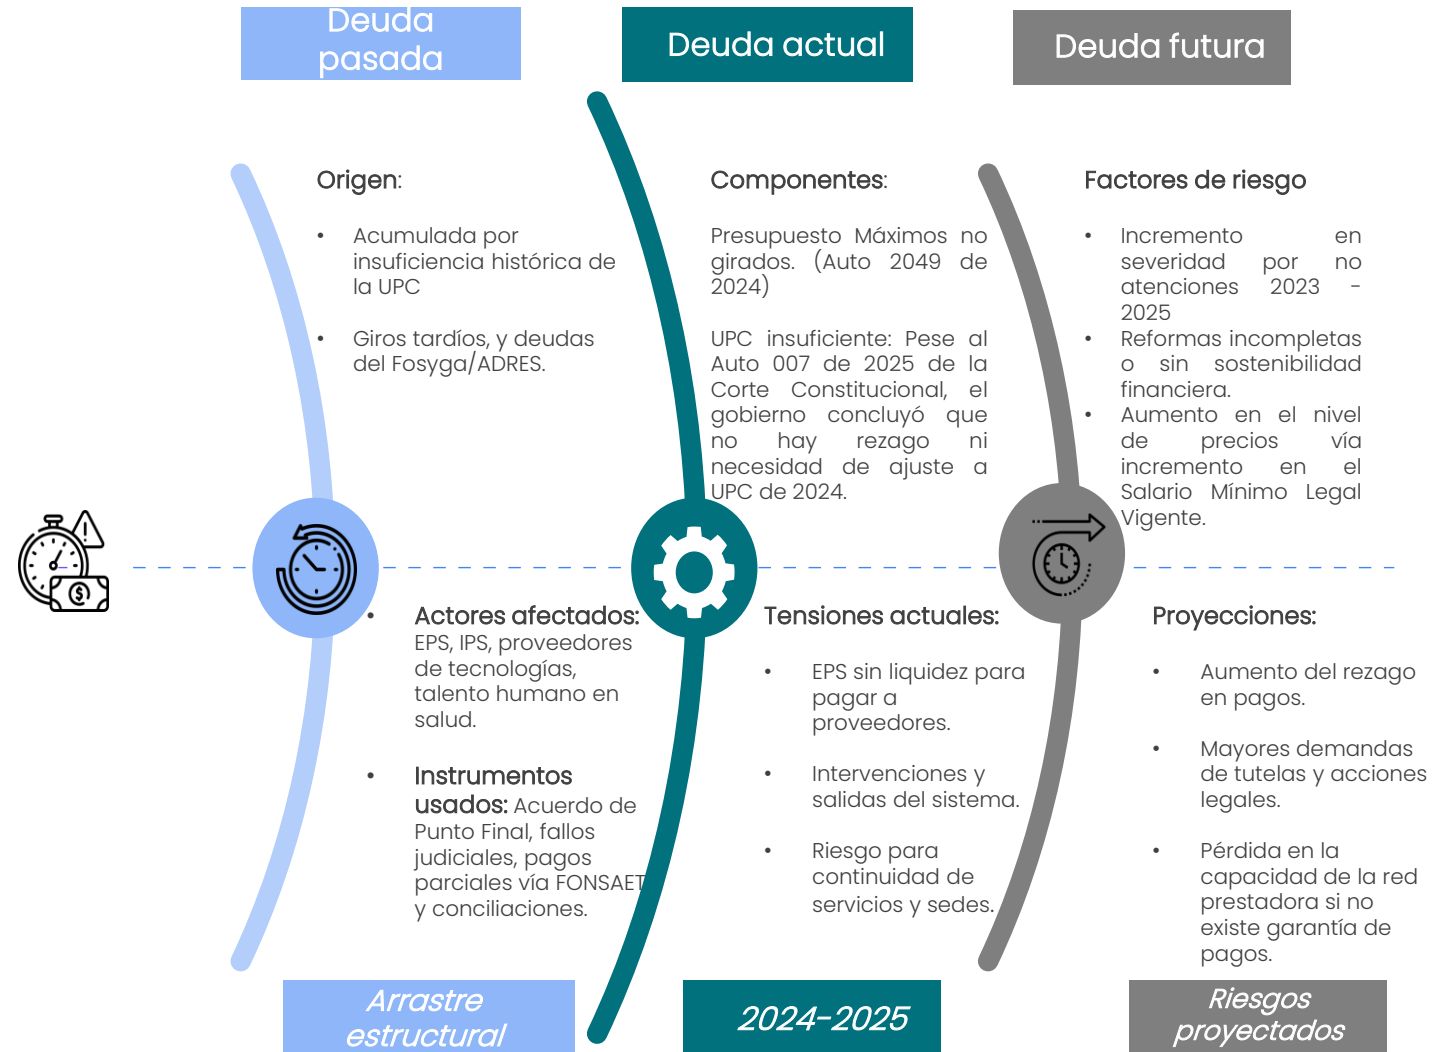 Deuda
pasada
Origen:
• Acumulada por
insuficiencia histórica de
la UPC
• Giros tardíos, y deudas
del Fosyga/ADRES.
• Actores afectados:
EPS, IPS, proveedores
de tecnologías,
talento humano en
salud.
• Instrumentos
usados: Acuerdo de
Punto Final, fallos
judiciales, pagos
parciales vía FONSAET
y conciliaciones.
Arrastre
estructural
Deuda actual
Componentes:
Presupuesto Máximos no
girados. (Auto 2049 de
2024)
UPC insuficiente: Pese al
Auto 007 de 2025 de la
Corte Constitucional, el
gobierno concluyó que
no hay rezago ni
necesidad de ajuste a
UPC de 2024.
Tensiones actuales:
• EPS sin liquidez para
pagar a
proveedores.
• Intervenciones y
salidas del sistema.
• Riesgo para
continuidad de
servicios y sedes.
2024-2025
Deuda futura
Factores de riesgo
• Incremento en
severidad por no
atenciones 2023 -
2025
• Reformas incompletas
o sin sostenibilidad
financiera.
• Aumento en el nivel
de precios vía
incremento en el
Salario Mínimo Legal
Vigente.
Proyecciones:
• Aumento del rezago
en pagos.
• Mayores demandas
de tutelas y acciones
legales.
• Pérdida en la
capacidad de la red
prestadora si no
existe garantía de
pagos.
Riesgos
proyectados